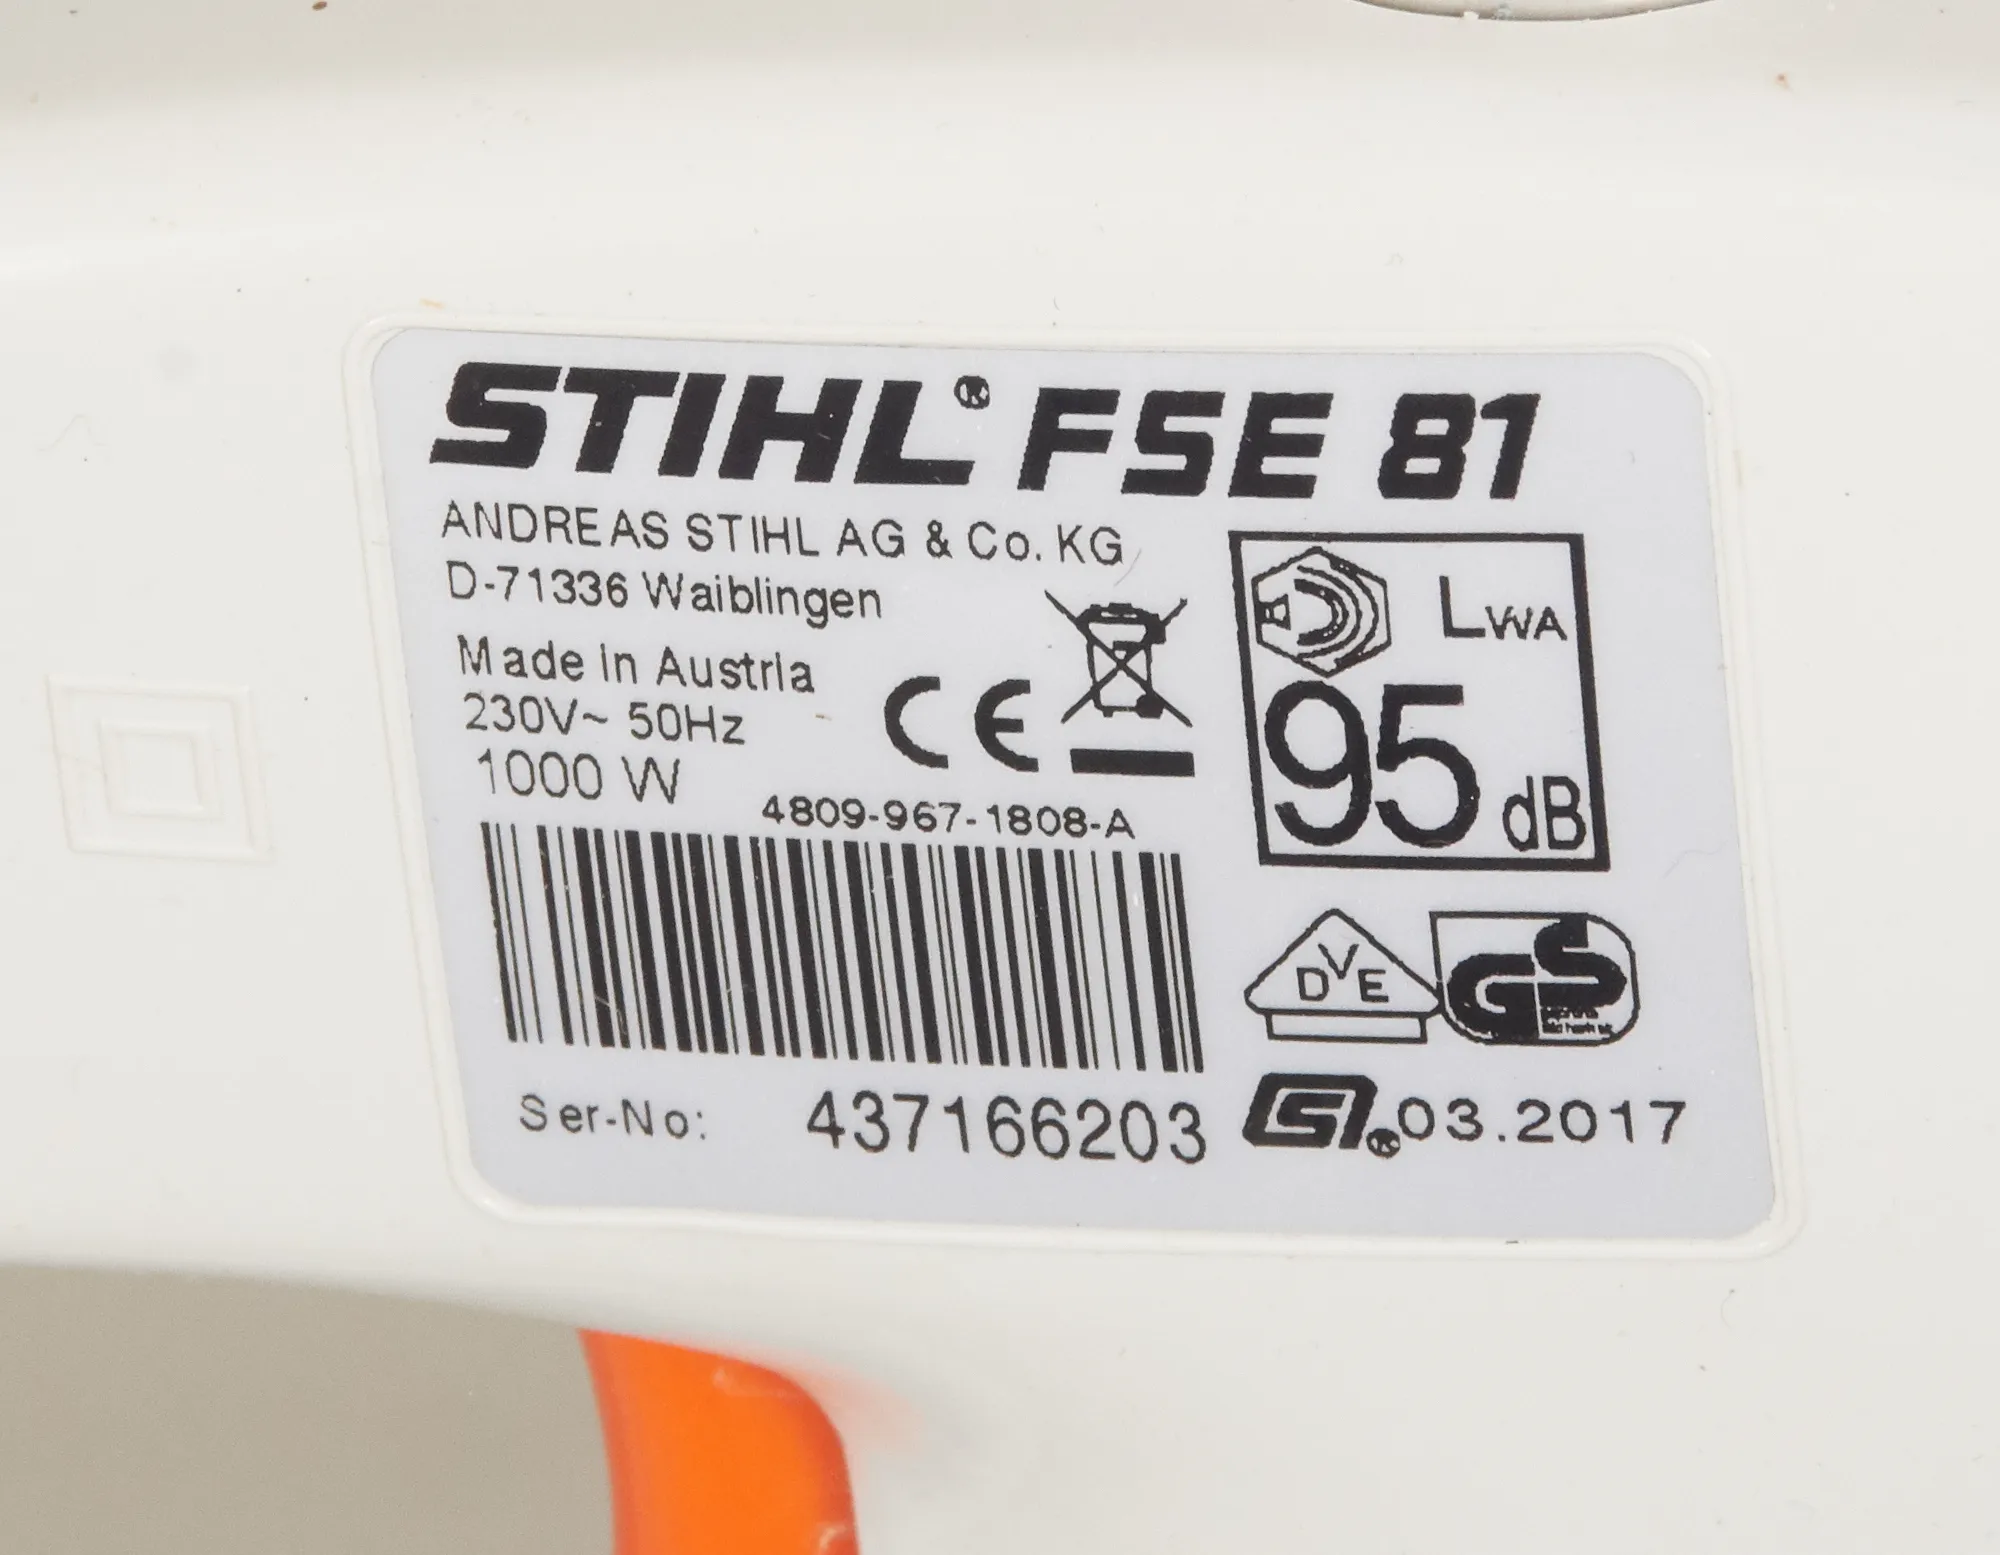 STIHL® FSE 81
ANDREAS STIHL AG & Co. KG
D-71336 Waiblingen
Made in Austria
230V~ 50Hz
1000 W
CE
4809-967-1808-A
LWA
95 dB
DVE
GS
Ser-No: 437166203
03.2017